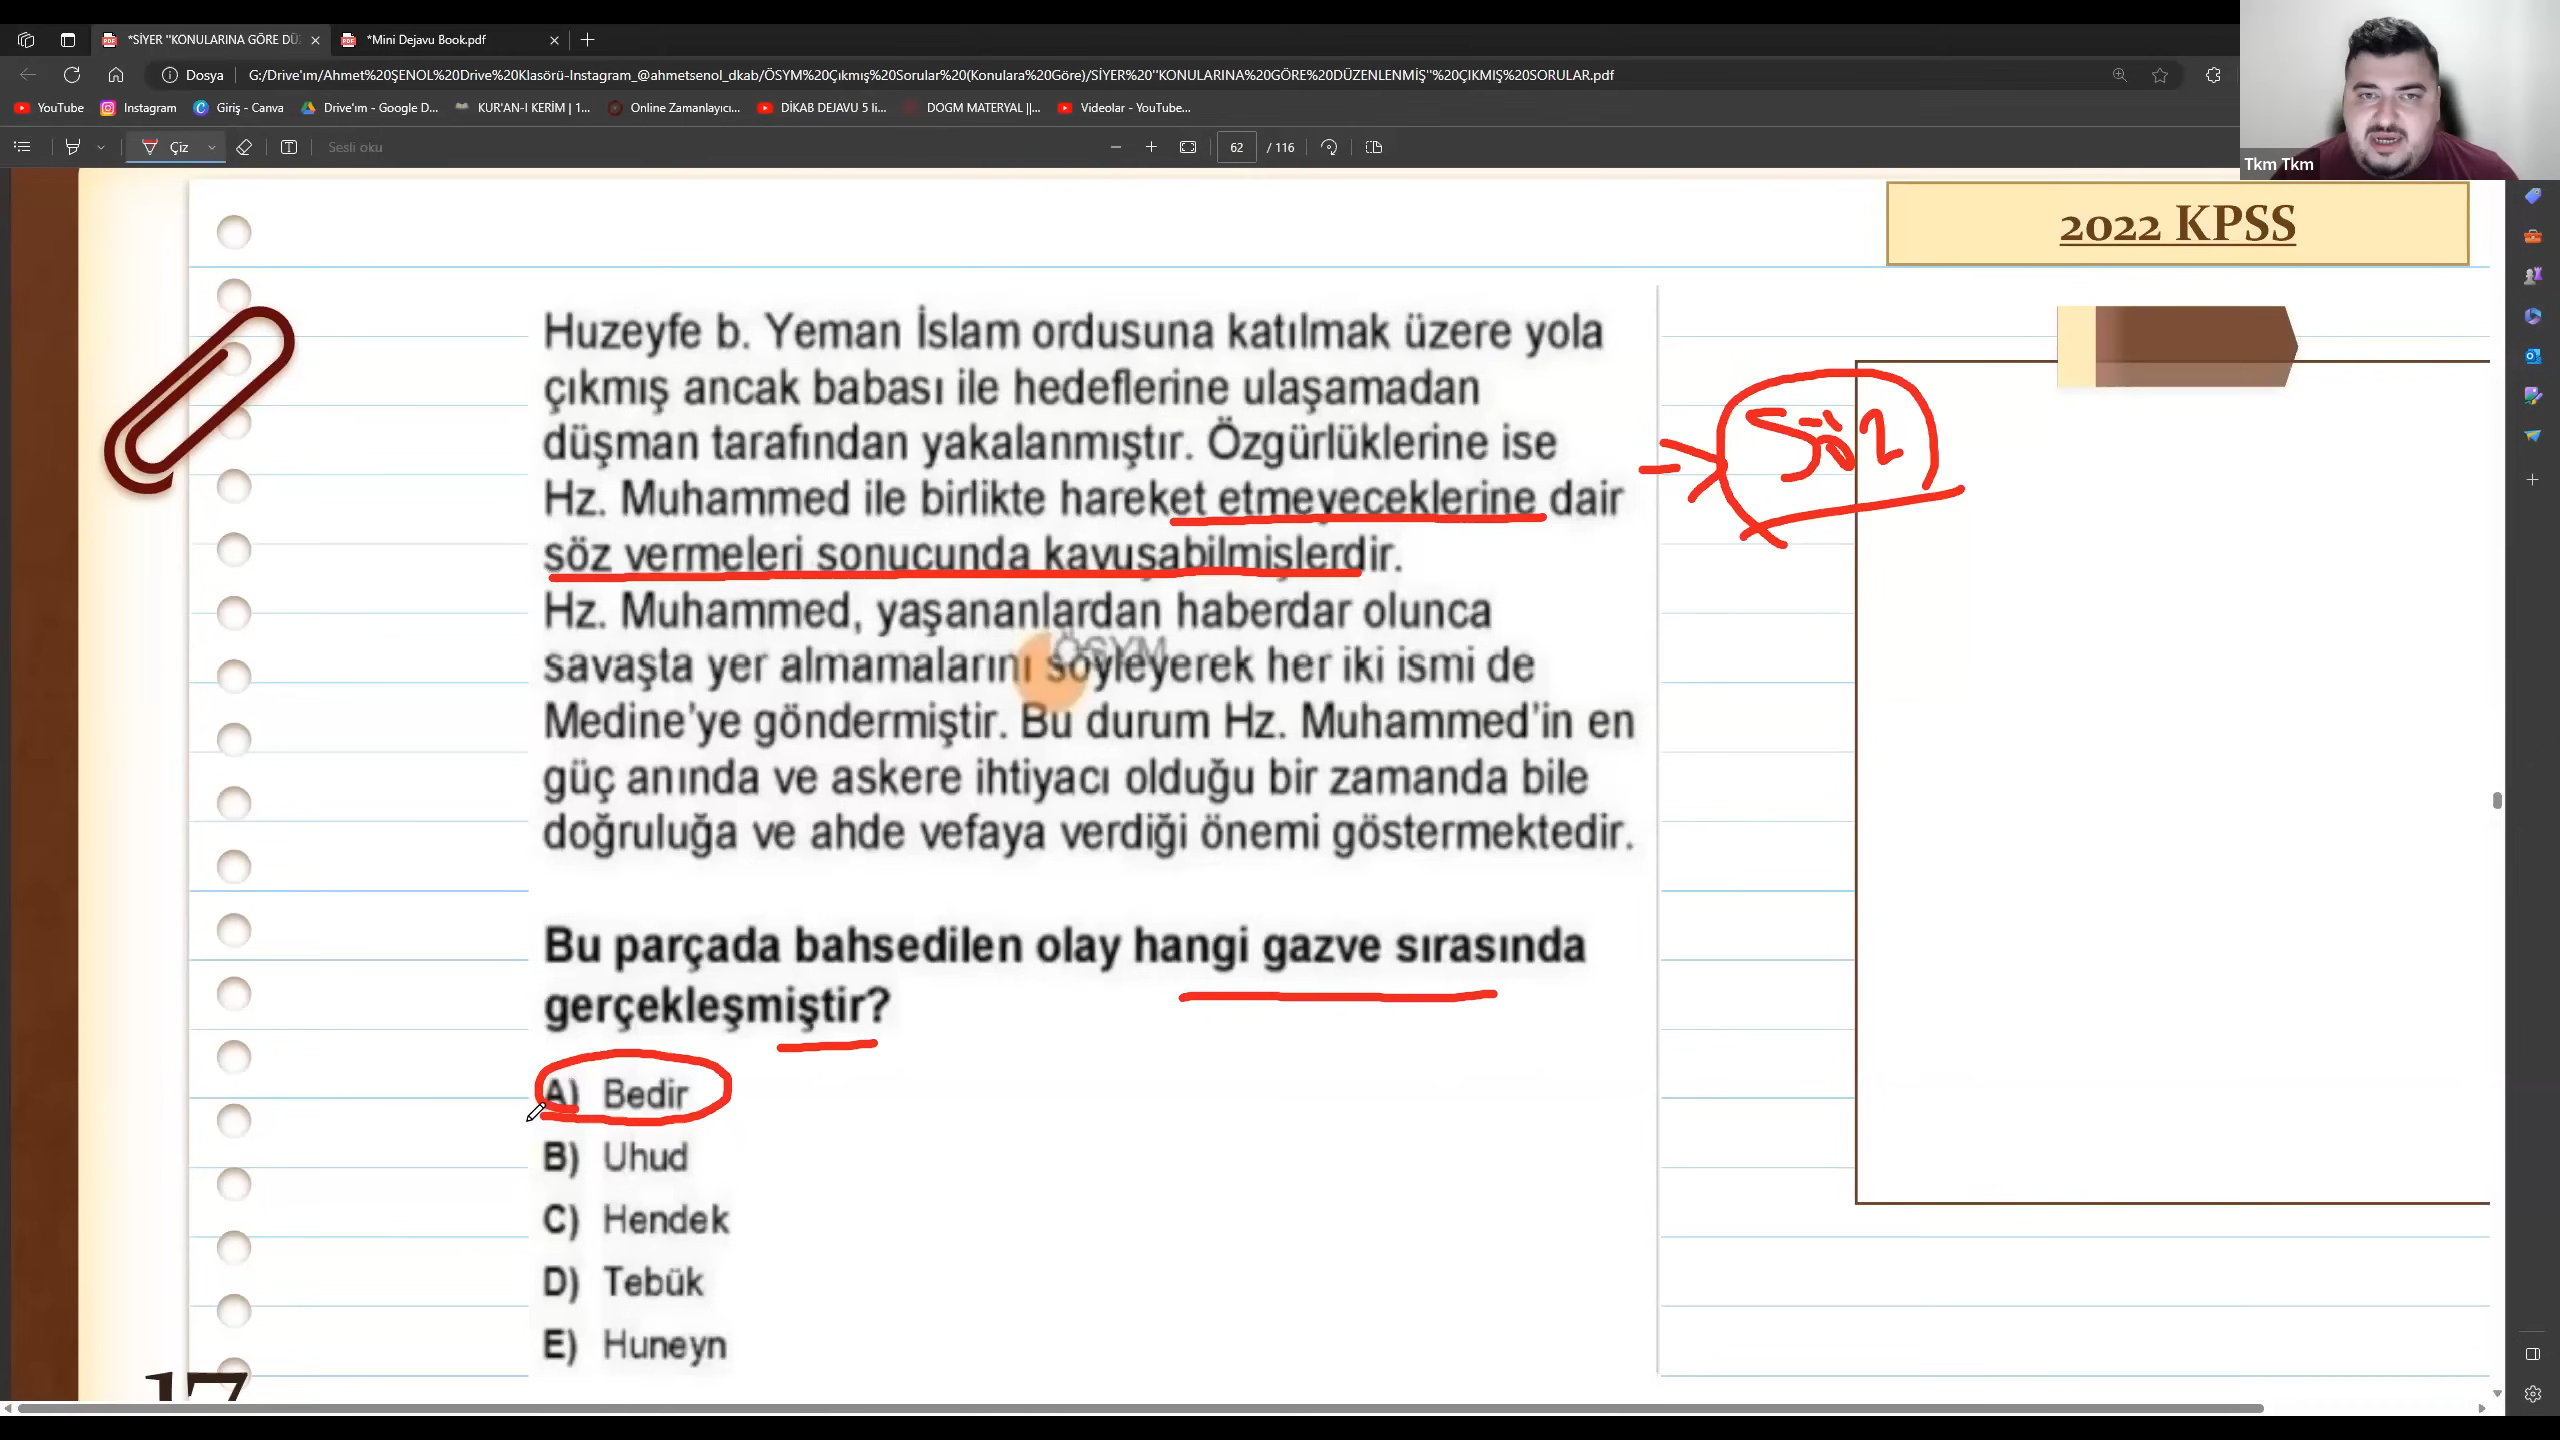 *SİYER "KONULARINA GÖRE DÜ
*Mini Dejavu Book.pdf
Dosya
G:/Drive'ım/Ahmet%20ŞENOL%20Drive%20Klasörü-Instagram_@ahmetsenol_dkab/ÖSYM%20Çıkmış%20Sorular%20(Konulara%20Göre)/SİYER%20"KONULARINA%20GÖRE%20DÜZENLENMİŞ"%20ÇIKMIŞ%20SORULAR.pdf
YouTube
Instagram
Giriş - Canva
Drive'ım - Google D...
KUR'AN-I KERİM | 1...
Online Zamanlayıcı...
DİKAB DEJAVU 5 li...
DOGM MATERYAL ||...
Videolar - YouTube...
Çiz
Sesli oku
62 / 116
Tkm Tkm
2022 KPSS
Huzeyfe b. Yeman İslam ordusuna katılmak üzere yola
çıkmış ancak babası ile hedeflerine ulaşamadan
düşman tarafından yakalanmıştır. Özgürlüklerine ise
Hz. Muhammed ile birlikte hareket etmeyeceklerine dair
söz vermeleri sonucunda kavuşabilmişlerdir.
Hz. Muhammed, yaşananlardan haberdar olunca
savaşta yer almamalarını söyleyerek her iki ismi de
Medine'ye göndermiştir. Bu durum Hz. Muhammed'in en
güç anında ve askere ihtiyacı olduğu bir zamanda bile
doğruluğa ve ahde vefaya verdiği önemi göstermektedir.
ÖSYM
söz
Bu parçada bahsedilen olay hangi gazve sırasında
gerçekleşmiştir?
A) Bedir
B) Uhud
C) Hendek
D) Tebük
E) Huneyn
17